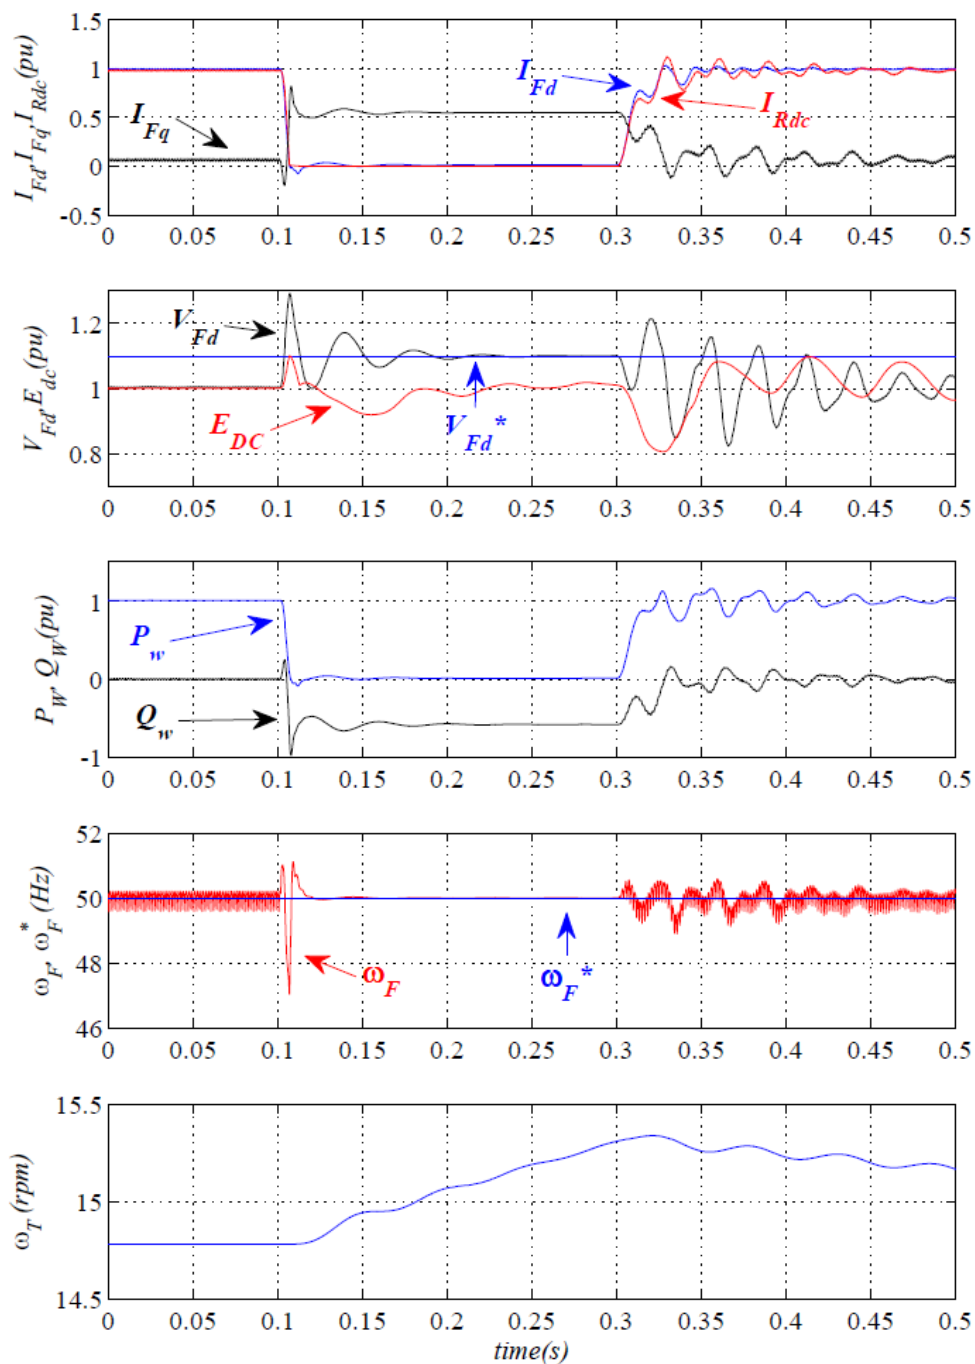 I_Fd, I_Fq, I_Rdc (pu)
1.5
1
0.5
0
-0.5
I_Fq
I_Fd
I_Rdc
0 0.05 0.1 0.15 0.2 0.25 0.3 0.35 0.4 0.45 0.5
V_Fd, E_dc (pu)
1.2
1
0.8
V_Fd
E_DC
V_Fd*
0 0.05 0.1 0.15 0.2 0.25 0.3 0.35 0.4 0.45 0.5
P_W, Q_W (pu)
1
0
-1
P_w
Q_w
0 0.05 0.1 0.15 0.2 0.25 0.3 0.35 0.4 0.45 0.5
ω_F, ω_F* (Hz)
52
50
48
46
ω_F
ω_F*
0 0.05 0.1 0.15 0.2 0.25 0.3 0.35 0.4 0.45 0.5
ω_T (rpm)
15.5
15
14.5
0 0.05 0.1 0.15 0.2 0.25 0.3 0.35 0.4 0.45 0.5
time(s)